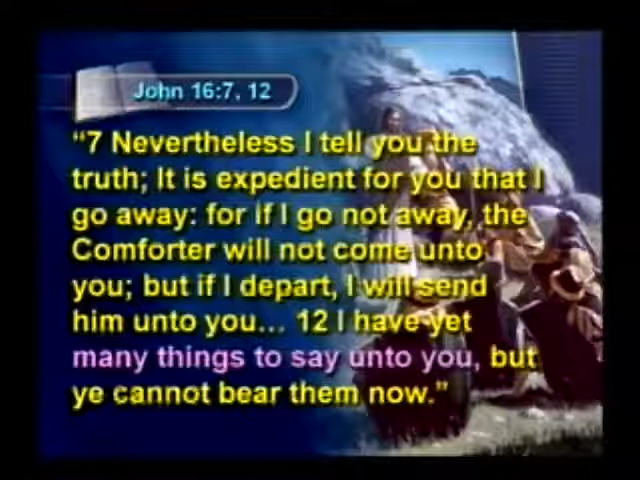 John 16:7, 12
“7 Nevertheless I tell you the
truth; It is expedient for you that I
go away: for if I go not away, the
Comforter will not come unto
you; but if I depart, I will send
him unto you... 12 I have yet
many things to say unto you, but
ye cannot bear them now.”